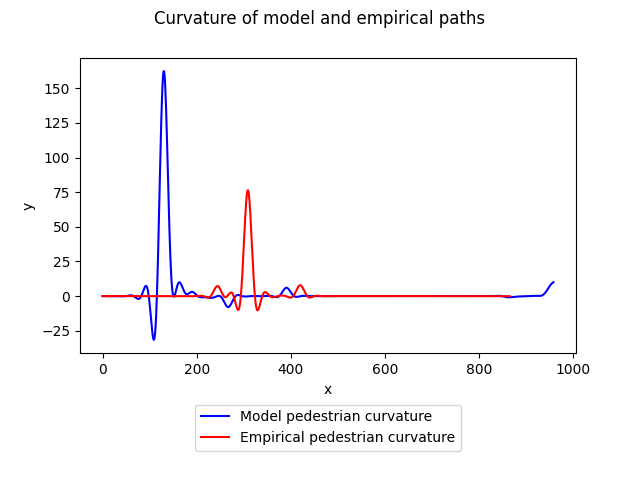 Curvature of model and empirical paths
150
125
100
75
50
25
0
−25
y
0 200 400 600 800 1000
x
Model pedestrian curvature
Empirical pedestrian curvature